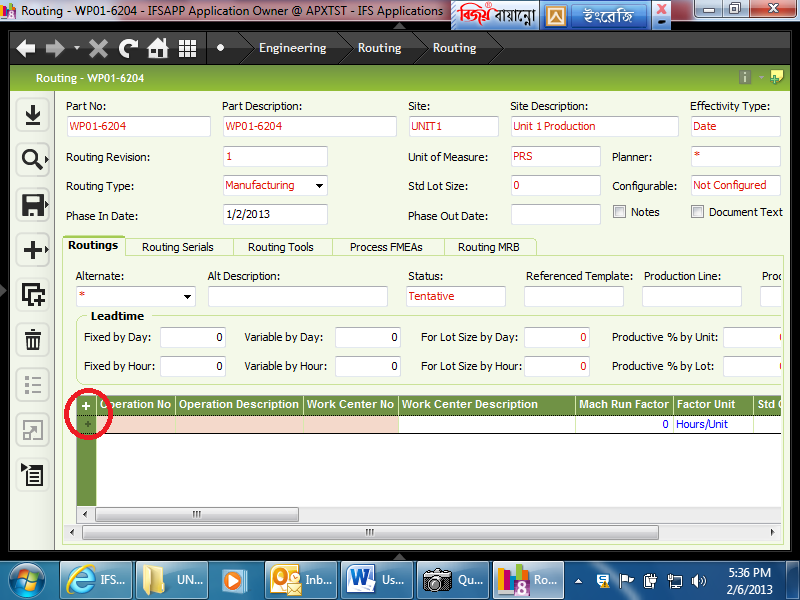 Routing - WP01-6204 - IFSAPP Application Owner @ APXTST - IFS Applications
বিজয় বায়ান্নো ইংরেজি
Engineering Routing Routing
Routing - WP01-6204
Part No: Part Description: Site: Site Description: Effectivity Type:
WP01-6204 WP01-6204 UNIT1 Unit 1 Production Date
Routing Revision: 1 Unit of Measure: PRS Planner: *
Routing Type: Manufacturing Std Lot Size: 0 Configurable: Not Configured
Phase In Date: 1/2/2013 Phase Out Date: Notes Document Text
Routings Routing Serials Routing Tools Process FMEAs Routing MRB
Alternate: Alt Description: Status: Referenced Template: Production Line: Proc
* Tentative
Leadtime
Fixed by Day: 0 Variable by Day: 0 For Lot Size by Day: 0 Productive % by Unit:
Fixed by Hour: 0 Variable by Hour: 0 For Lot Size by Hour: 0 Productive % by Lot:
Operation No Operation Description Work Center No Work Center Description Mach Run Factor Factor Unit Std
0 Hours/Unit
IFS... UN... Inb... Us... Qu... 8 Ro... 5:36 PM
2/6/2013